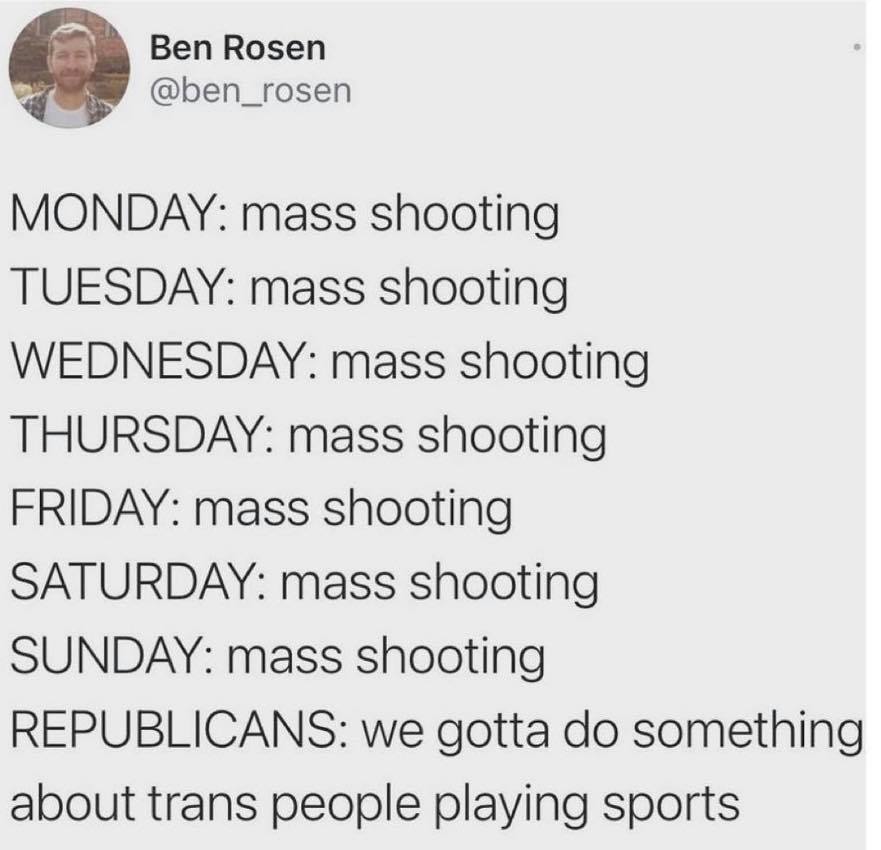 Ben Rosen
@ben_rosen
MONDAY: mass shooting
TUESDAY: mass shooting
WEDNESDAY: mass shooting
THURSDAY: mass shooting
FRIDAY: mass shooting
SATURDAY: mass shooting
SUNDAY: mass shooting
REPUBLICANS: we gotta do something
about trans people playing sports